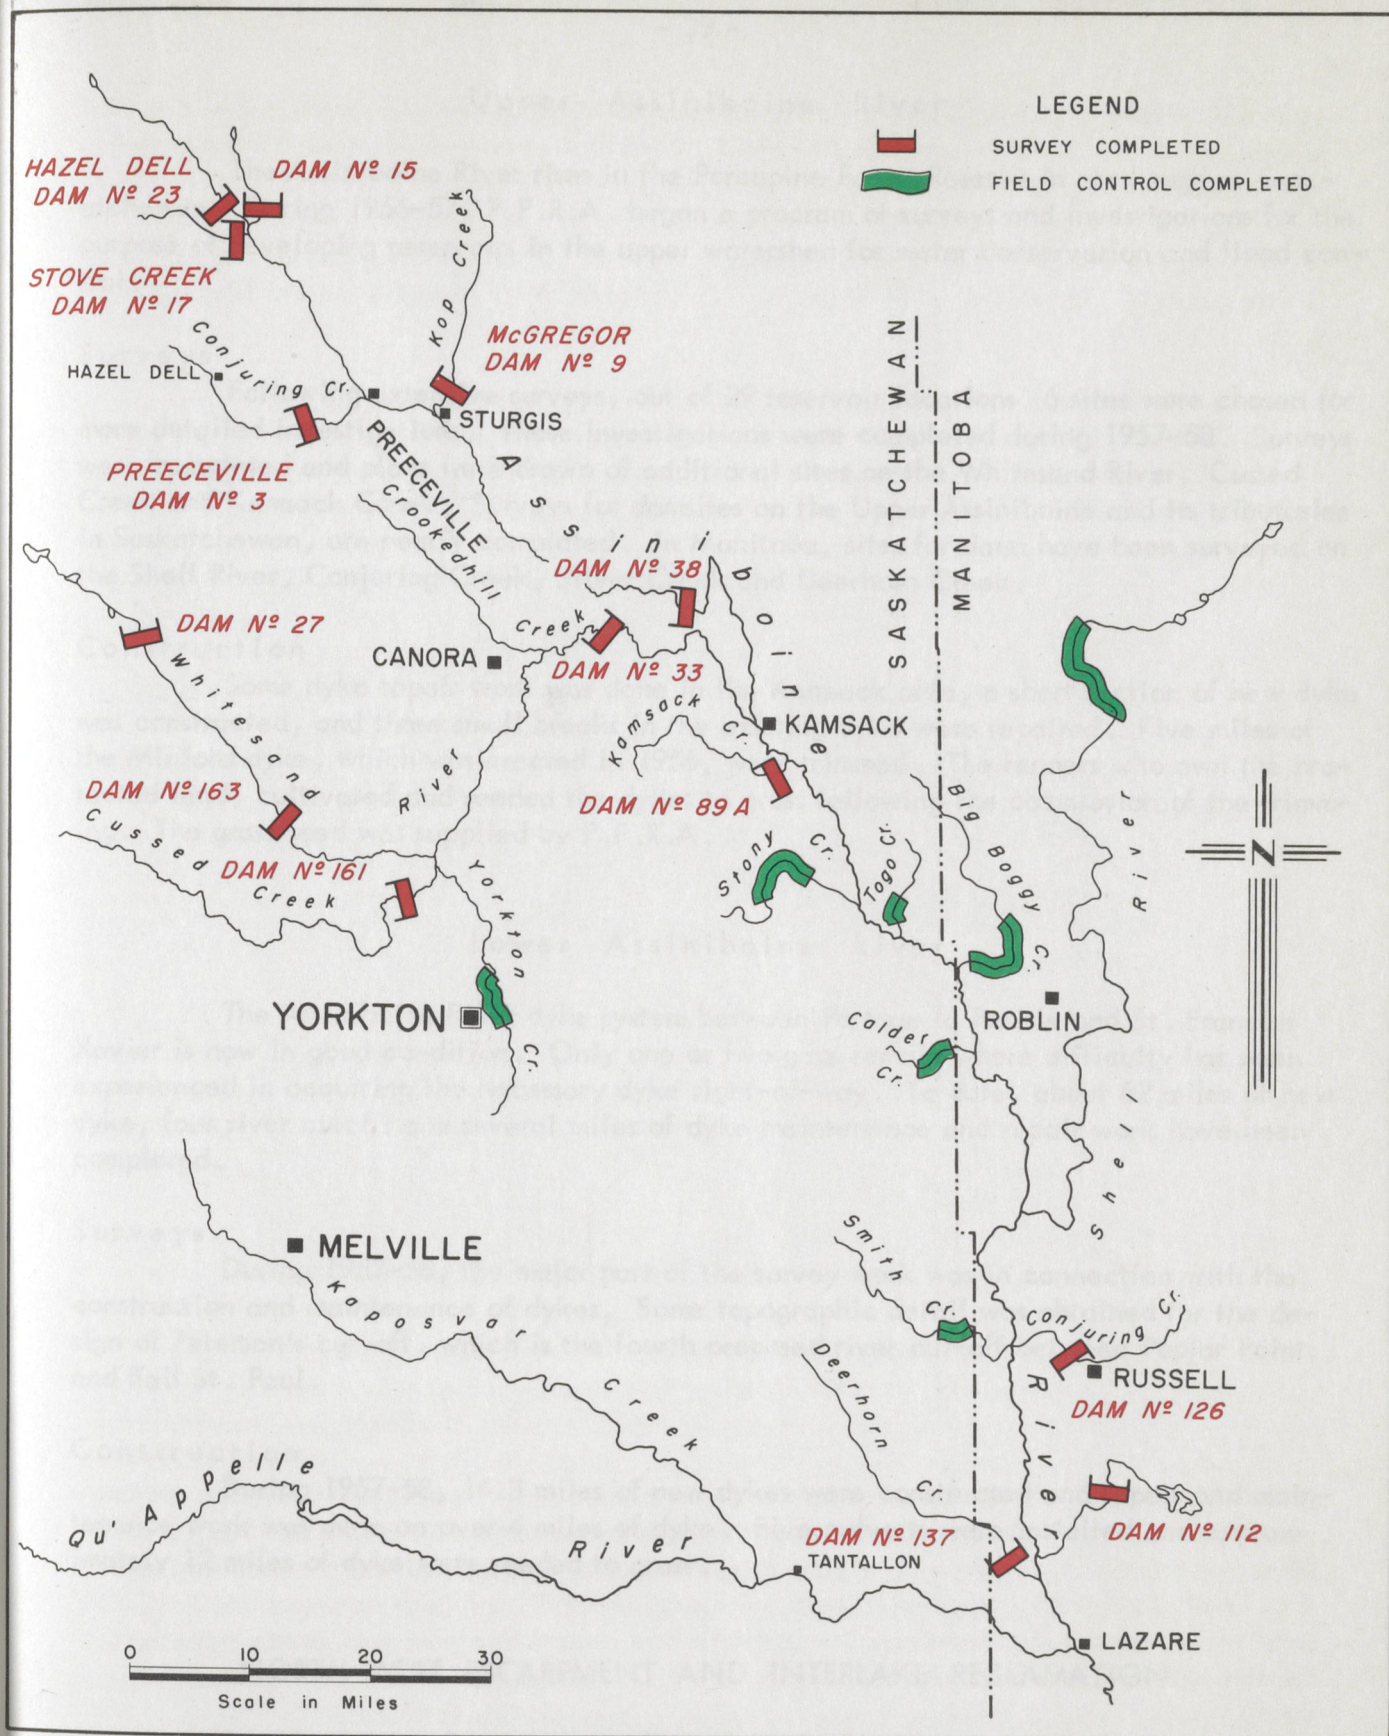 LEGEND
SURVEY COMPLETED
FIELD CONTROL COMPLETED
HAZEL DELL
DAM Nº 23
DAM Nº 15
STOVE CREEK
DAM Nº 17
Kop Creek
McGREGOR
DAM Nº 9
HAZEL DELL
Conjuring Cr.
STURGIS
PREECEVILLE
PREECEVILLE
DAM Nº 3
Crookedhill Creek
Assiniboine River
SASKATCHEWAN
MANITOBA
DAM Nº 38
DAM Nº 27
CANORA
DAM Nº 33
Whitesand River
Kamsack Cr.
KAMSACK
DAM Nº 163
DAM Nº 89A
Cussed Creek
DAM Nº 161
Stony Cr.
Togo Cr.
Big Boggy Cr.
Shell River
N
Yorkton Cr.
YORKTON
ROBLIN
Calder Cr.
MELVILLE
Kaposvar Creek
Smith Cr.
Conjuring Cr.
RUSSELL
DAM Nº 126
Deerhorn Cr.
Qu'Appelle River
DAM Nº 137
TANTALLON
DAM Nº 112
LAZARE
0 10 20 30
Scale in Miles